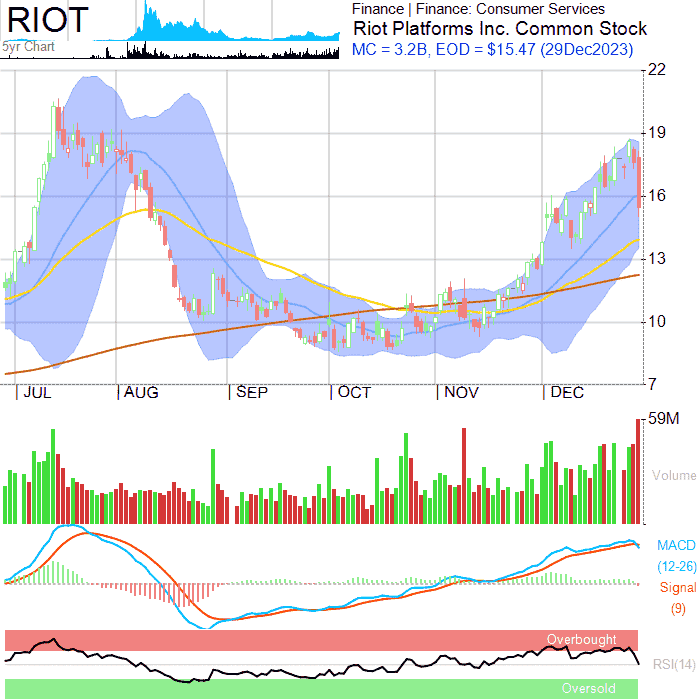 RIOT
5yr Chart
Finance | Finance: Consumer Services
Riot Platforms Inc. Common Stock
MC = 3.2B, EOD = $15.47 (29Dec2023)
22
19
16
13
10
7
| JUL | AUG | SEP | OCT | NOV | DEC
59M
Volume
MACD
(12-26)
Signal
(9)
Overbought
RSI(14)
Oversold